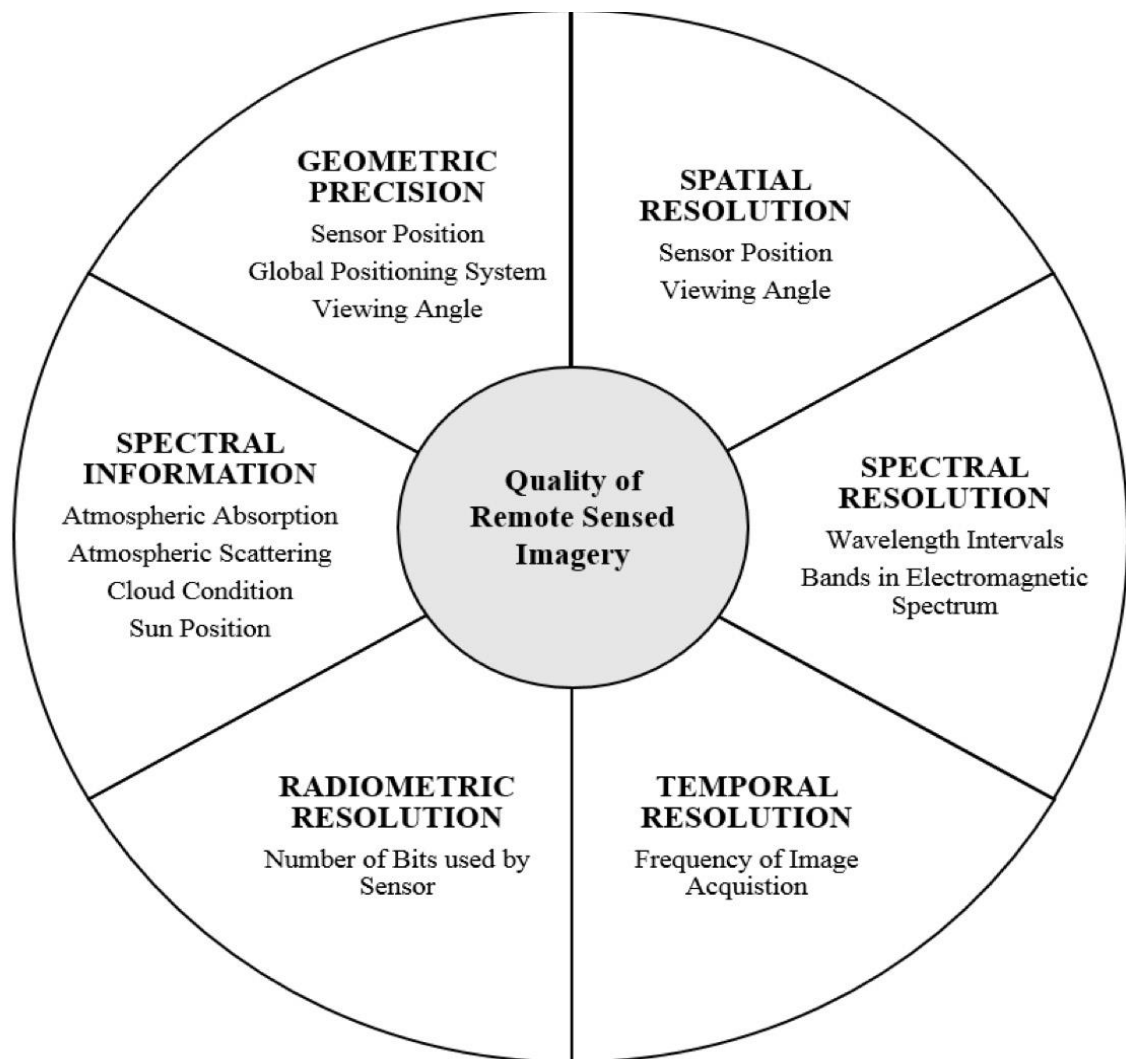 GEOMETRIC
PRECISION
Sensor Position
Global Positioning System
Viewing Angle
SPATIAL
RESOLUTION
Sensor Position
Viewing Angle
SPECTRAL
INFORMATION
Atmospheric Absorption
Atmospheric Scattering
Cloud Condition
Sun Position
Quality of
Remote Sensed
Imagery
SPECTRAL
RESOLUTION
Wavelength Intervals
Bands in Electromagnetic
Spectrum
RADIOMETRIC
RESOLUTION
Number of Bits used by
Sensor
TEMPORAL
RESOLUTION
Frequency of Image
Acquistion